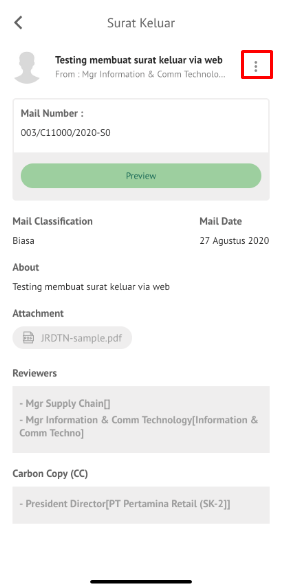 Surat Keluar
Testing membuat surat keluar via web
From : Mgr Information & Comm Technolo...
Mail Number :
003/C11000/2020-S0
Preview
Mail Classification
Mail Date
Biasa
27 Agustus 2020
About
Testing membuat surat keluar via web
Attachment
JRDTN-sample.pdf
Reviewers
- Mgr Supply Chain[]
- Mgr Information & Comm Technology[Information &
Comm Techno]
Carbon Copy (CC)
- President Director[PT Pertamina Retail (SK-2]]